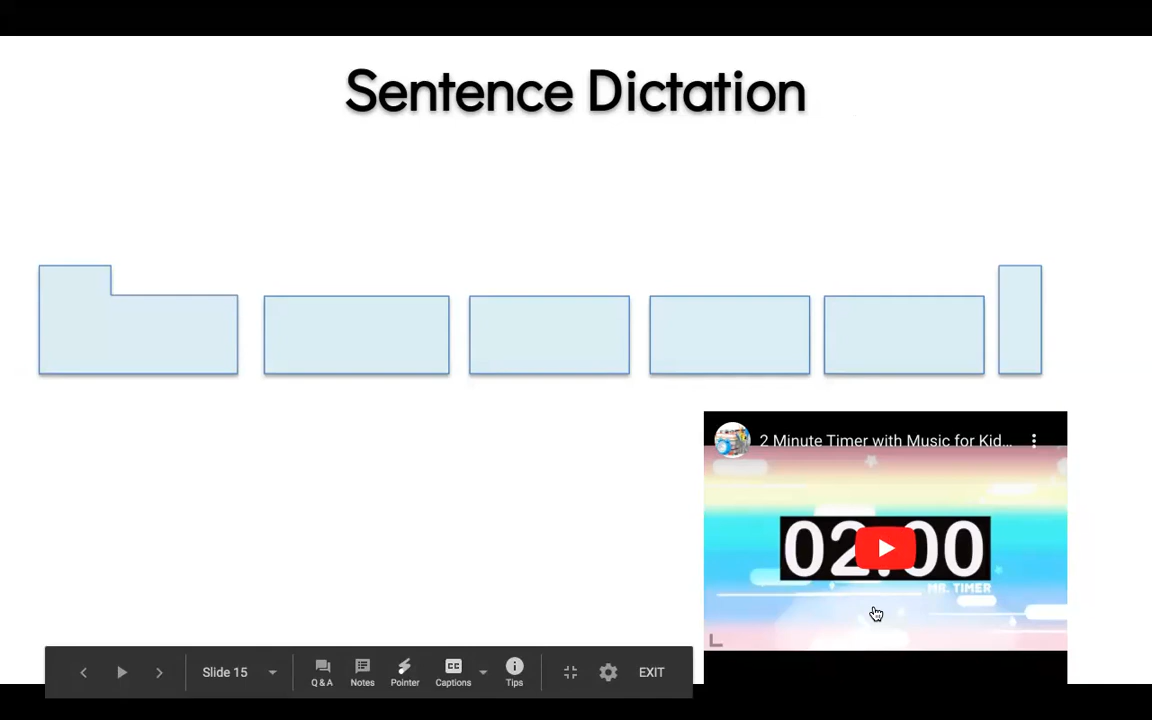 Sentence Dictation
2 Minute Timer with Music for Kid...
02:00
MR. TIMER
Slide 15
Q & A
Notes
Pointer
CC
Captions
Tips
EXIT